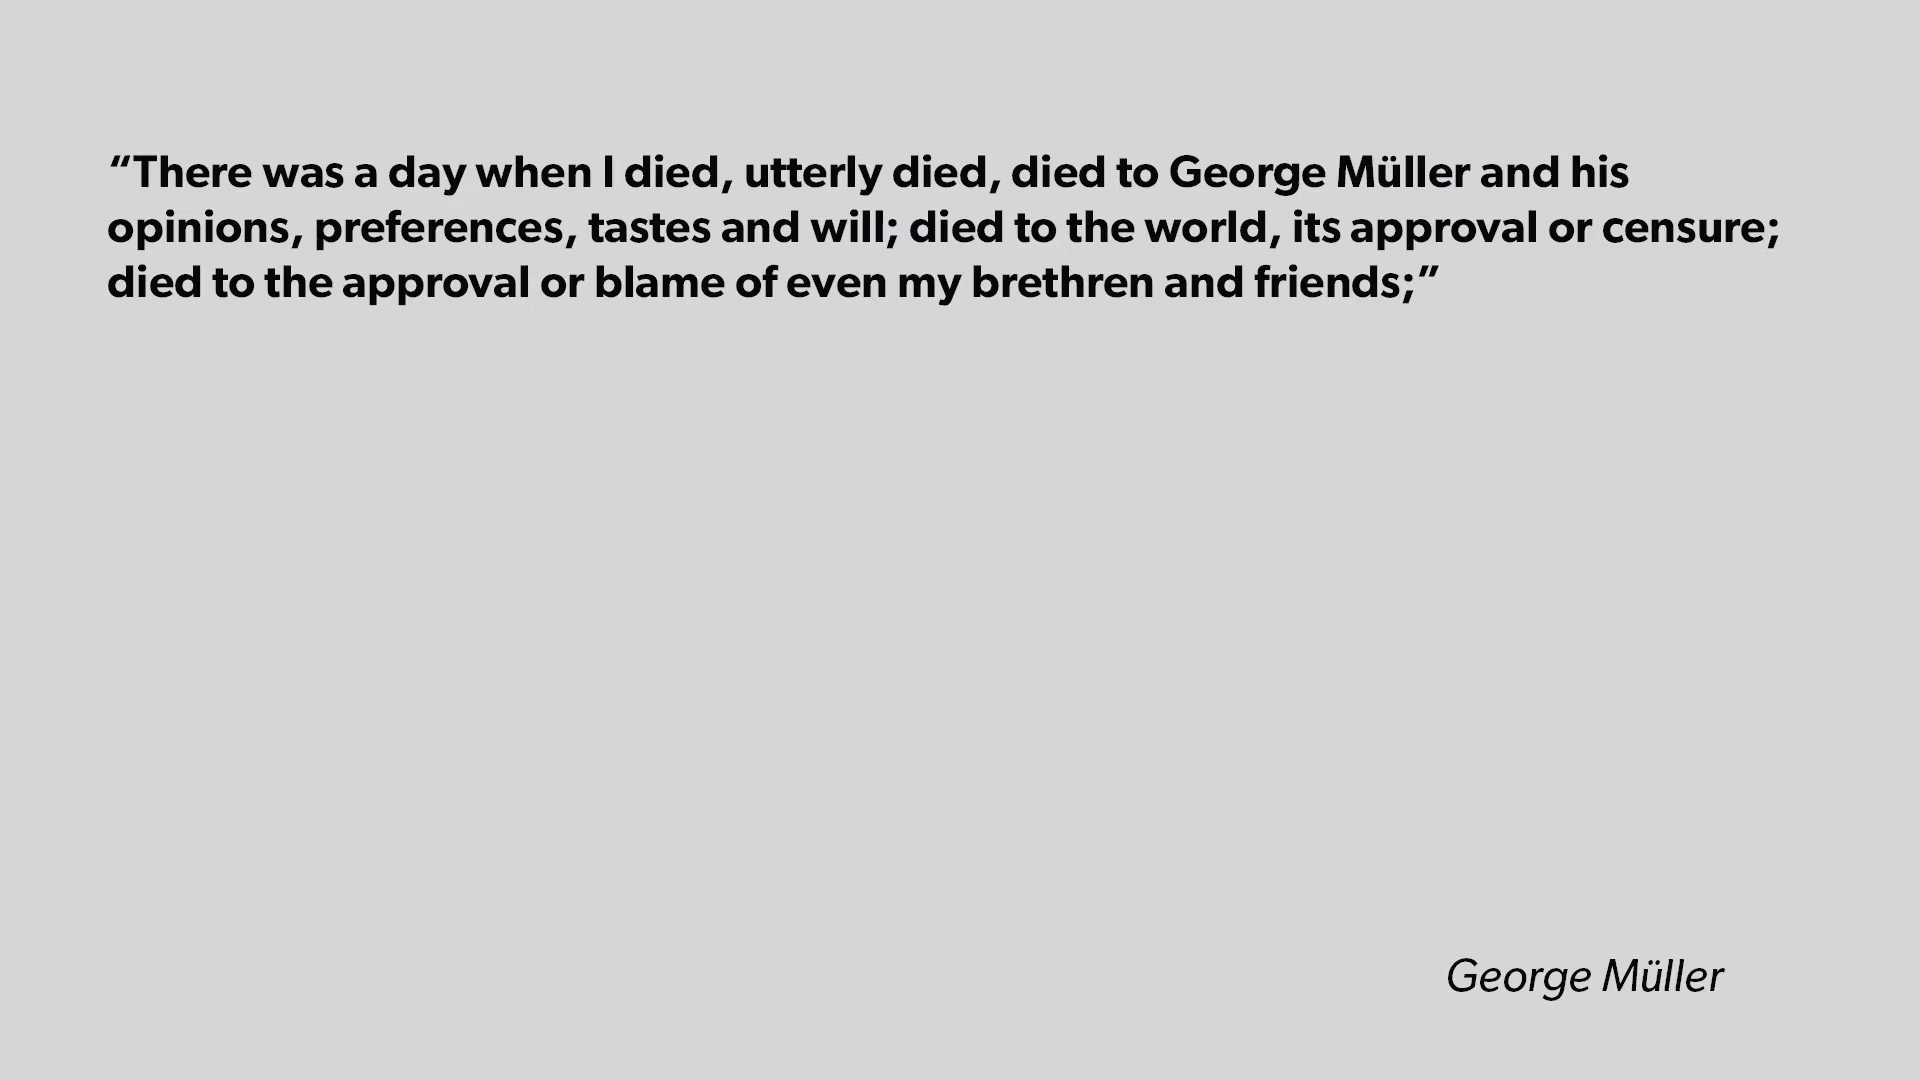 “There was a day when I died, utterly died, died to George Müller and his
opinions, preferences, tastes and will; died to the world, its approval or censure;
died to the approval or blame of even my brethren and friends;”
George Müller